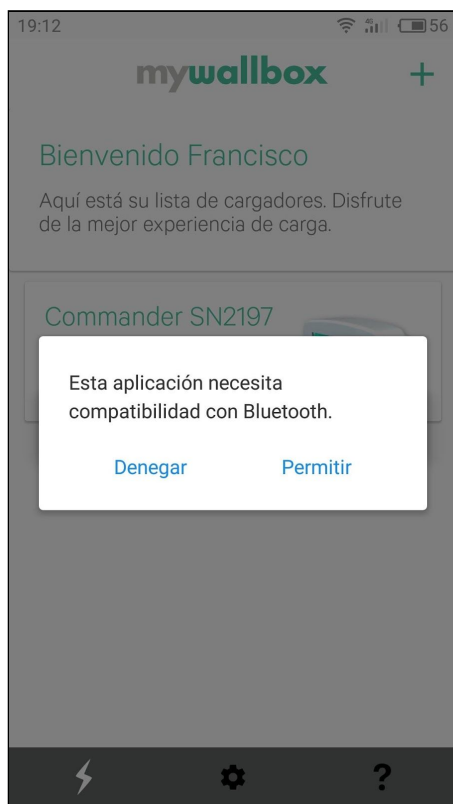 19:12
4G
56
mywallbox
+
Bienvenido Francisco
Aquí está su lista de cargadores. Disfrute
de la mejor experiencia de carga.
Commander SN2197
Esta aplicación necesita
compatibilidad con Bluetooth.
Denegar Permitir
?